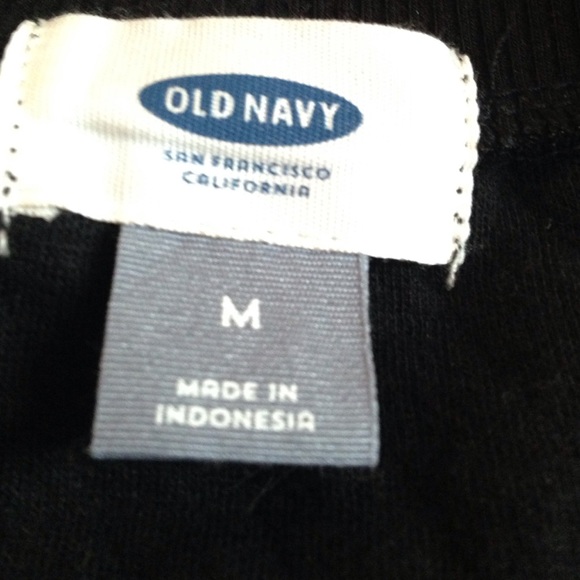 OLD NAVY
SAN FRANCISCO
CALIFORNIA
M
MADE IN
INDONESIA